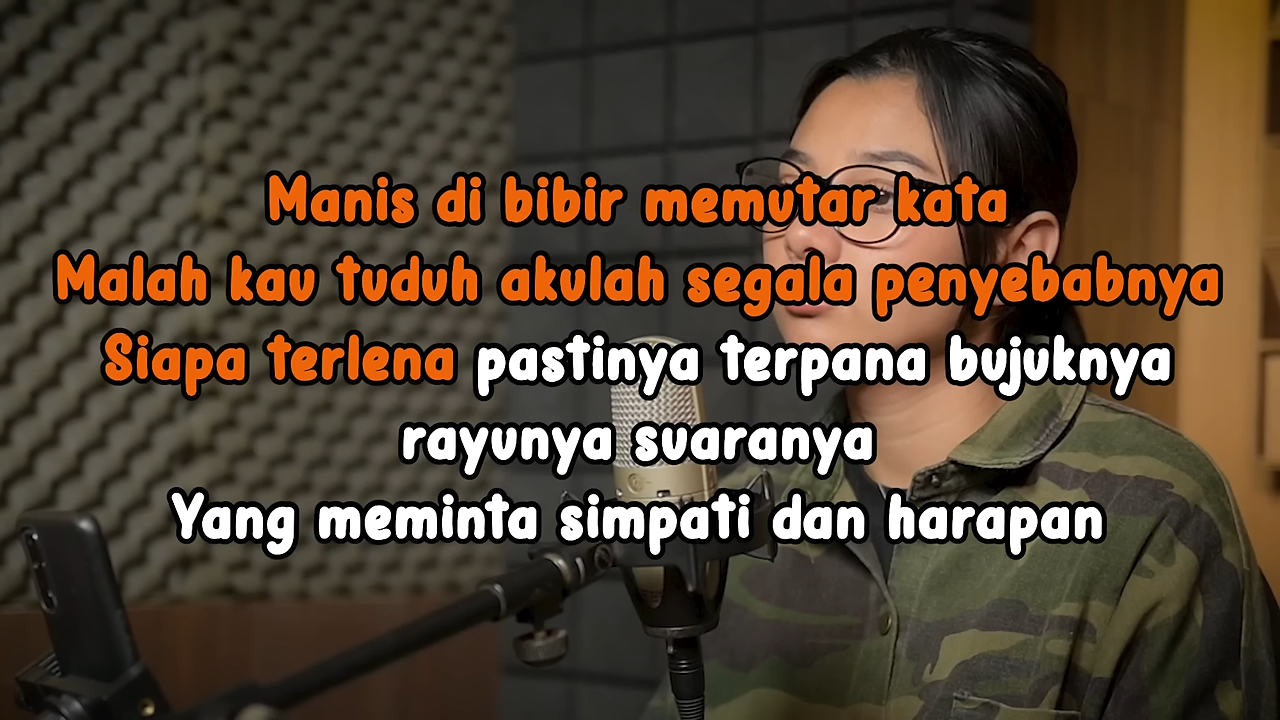 Manis di bibir memutar kata
Malah kau tuduh akulah segala penyebabnya
Siapa terlena pastinya terpana bujuknya
rayunya suaranya
Yang meminta simpati dan harapan